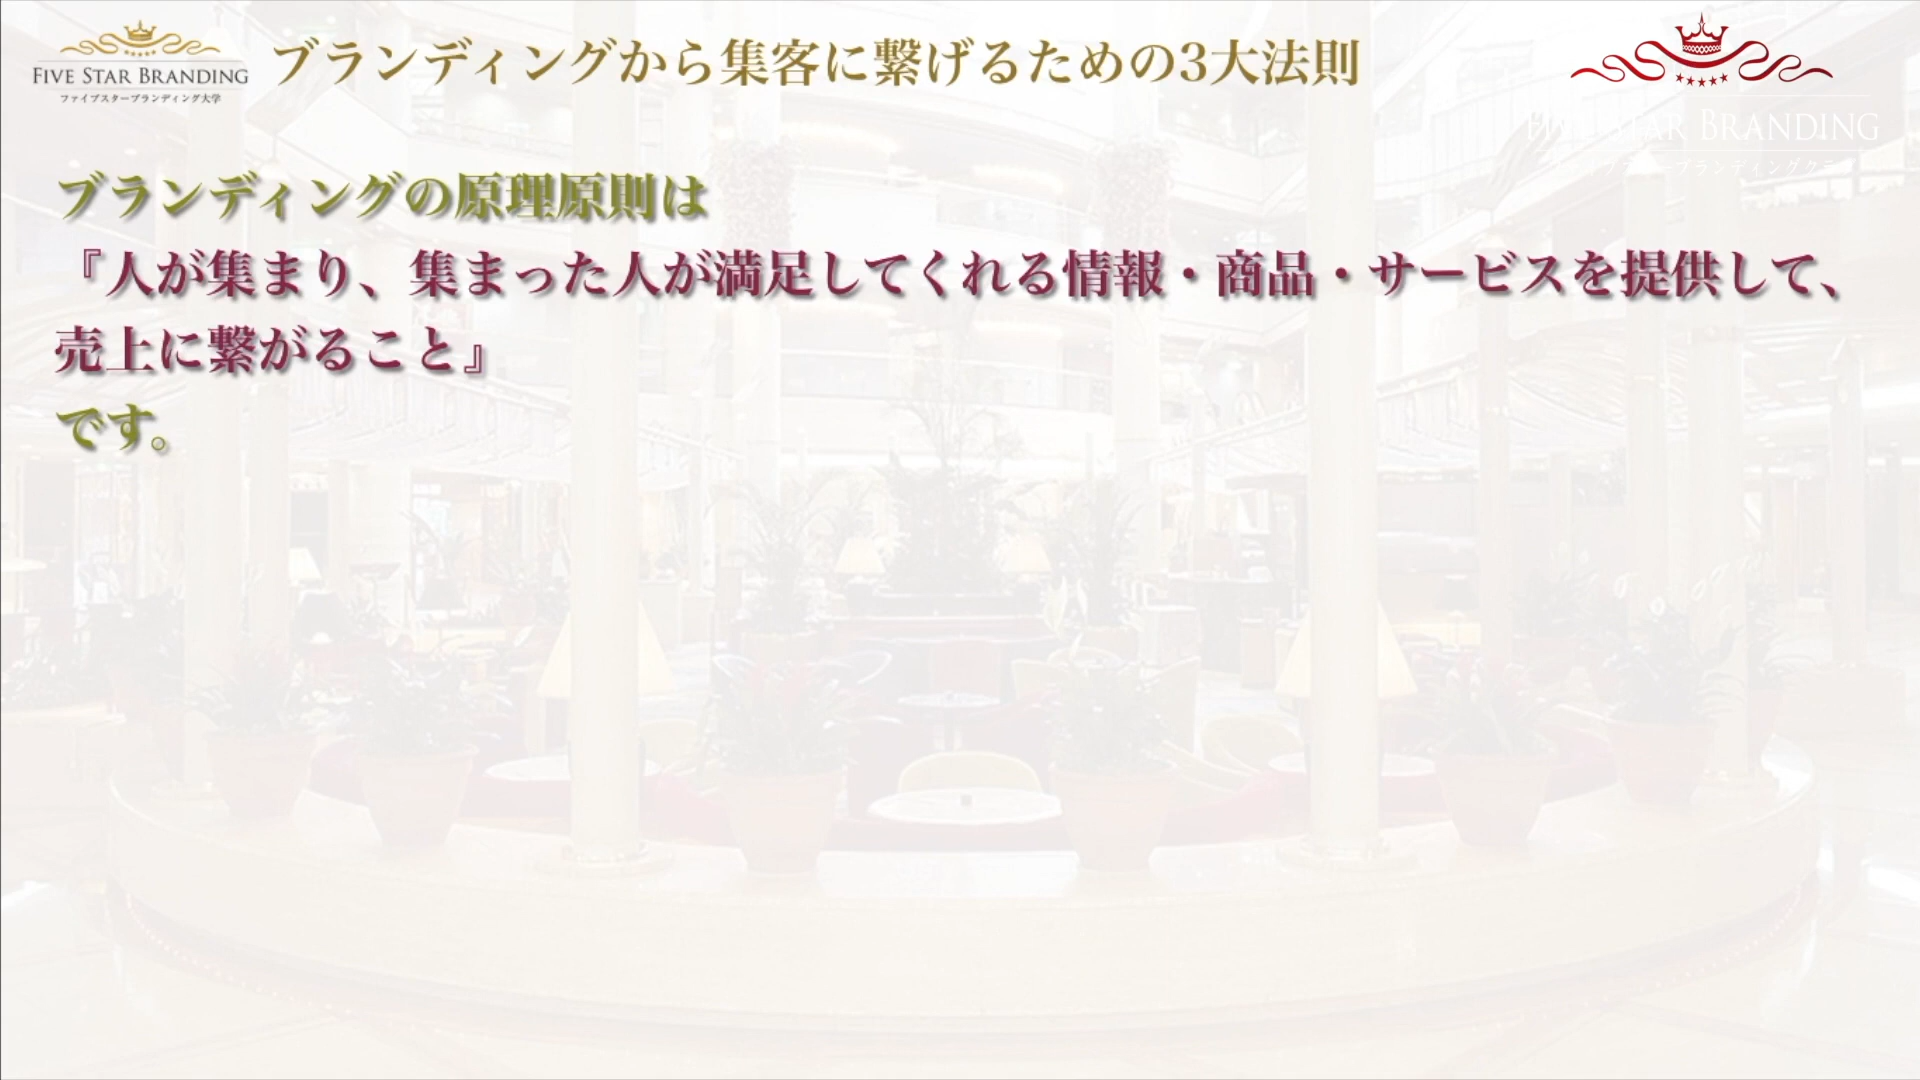 FIVE STAR BRANDING
ファイブスターブランディング大学
ブランディングから集客に繋げるための3大法則
FIVE STAR BRANDING
ブランディングの原理原則は
『人が集まり、集まった人が満足してくれる情報・商品・サービスを提供して、
売上に繋がること』
です。